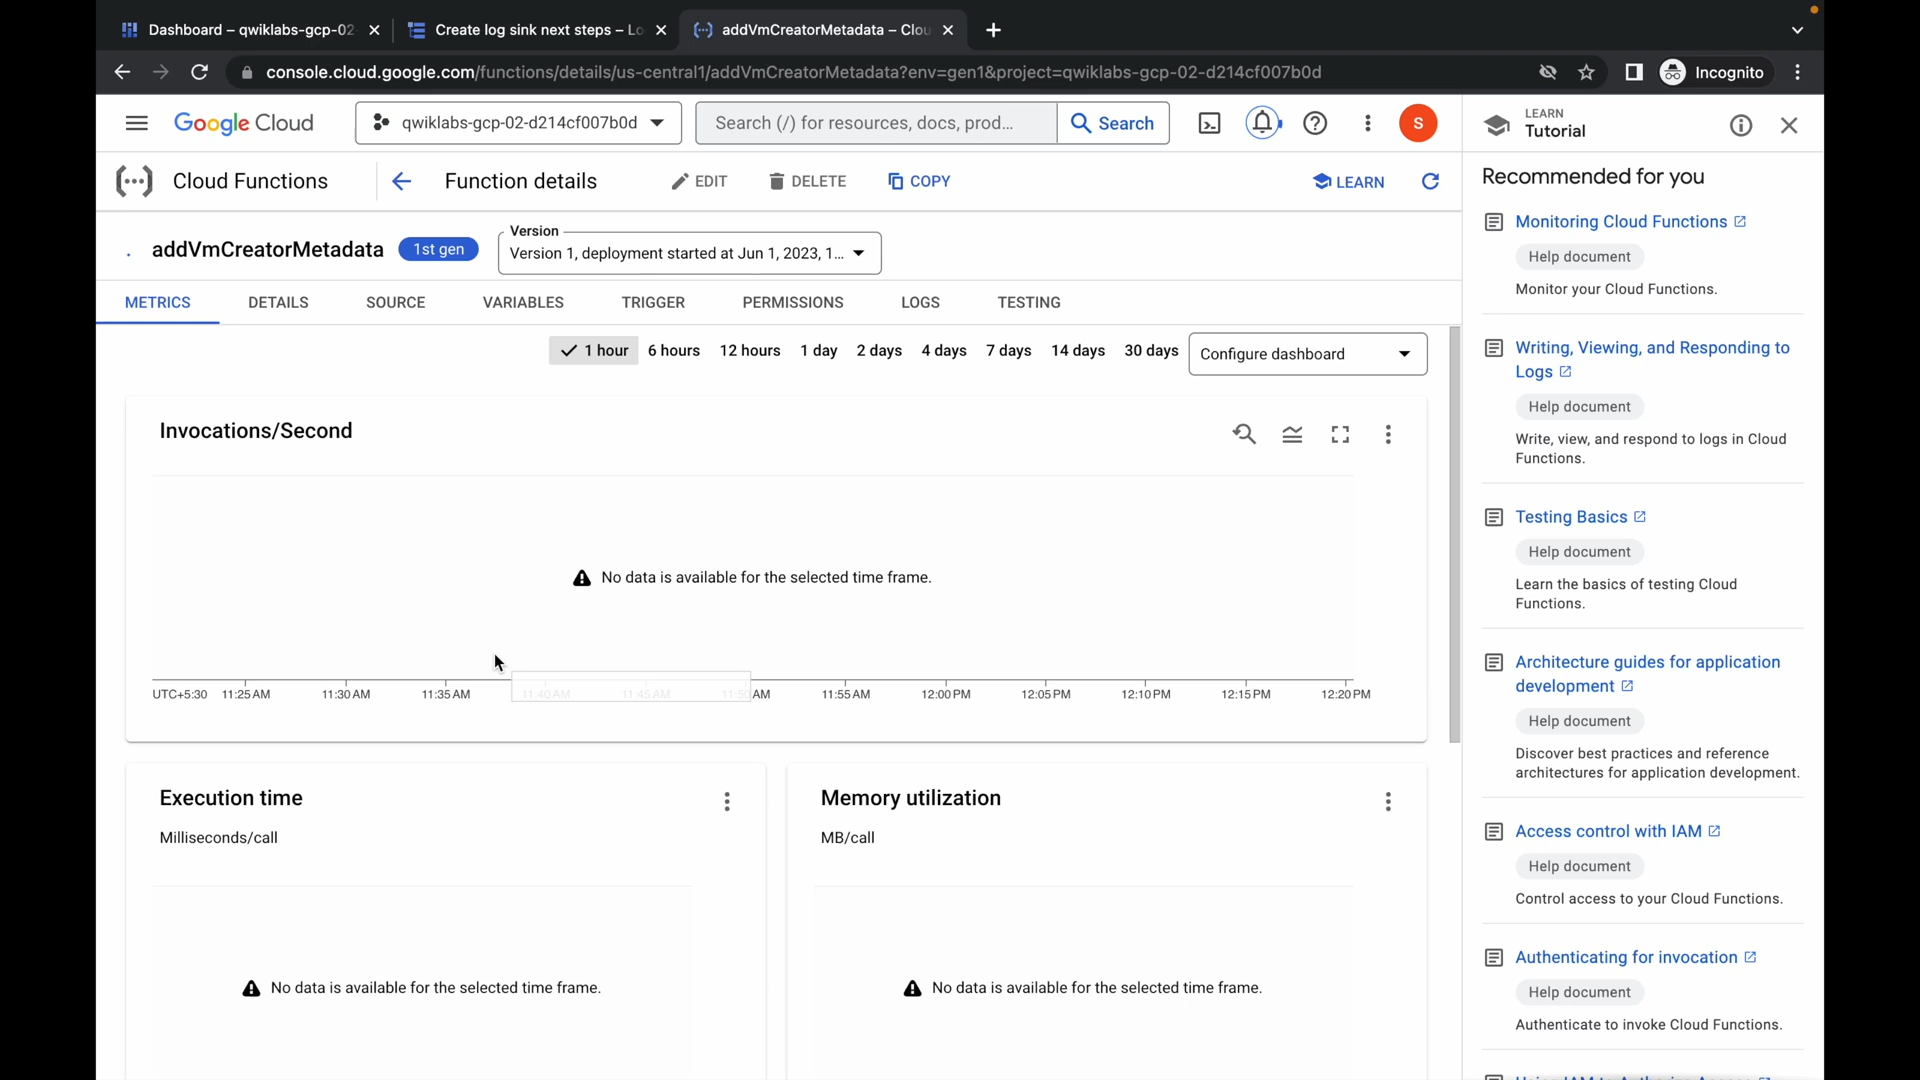 Dashboard – qwiklabs-gcp-02
Create log sink next steps – Lo
addVmCreatorMetadata – Clou
console.cloud.google.com/functions/details/us-central1/addVmCreatorMetadata?env=gen1&project=qwiklabs-gcp-02-d214cf007b0d
Incognito
Google Cloud
qwiklabs-gcp-02-d214cf007b0d
Search (/) for resources, docs, prod...
Search
S
LEARN
Tutorial
Cloud Functions
Function details
EDIT
DELETE
COPY
LEARN
Recommended for you
addVmCreatorMetadata
1st gen
Version
Version 1, deployment started at Jun 1, 2023, 1...
METRICS
DETAILS
SOURCE
VARIABLES
TRIGGER
PERMISSIONS
LOGS
TESTING
1 hour
6 hours
12 hours
1 day
2 days
4 days
7 days
14 days
30 days
Configure dashboard
Invocations/Second
No data is available for the selected time frame.
UTC+5:30
11:25 AM
11:30 AM
11:35 AM
11:40 AM
11:45 AM
11:50 AM
11:55 AM
12:00 PM
12:05 PM
12:10 PM
12:15 PM
12:20 PM
Execution time
Milliseconds/call
No data is available for the selected time frame.
Memory utilization
MB/call
No data is available for the selected time frame.
Monitoring Cloud Functions
Help document
Monitor your Cloud Functions.
Writing, Viewing, and Responding to
Logs
Help document
Write, view, and respond to logs in Cloud
Functions.
Testing Basics
Help document
Learn the basics of testing Cloud
Functions.
Architecture guides for application
development
Help document
Discover best practices and reference
architectures for application development.
Access control with IAM
Help document
Control access to your Cloud Functions.
Authenticating for invocation
Help document
Authenticate to invoke Cloud Functions.